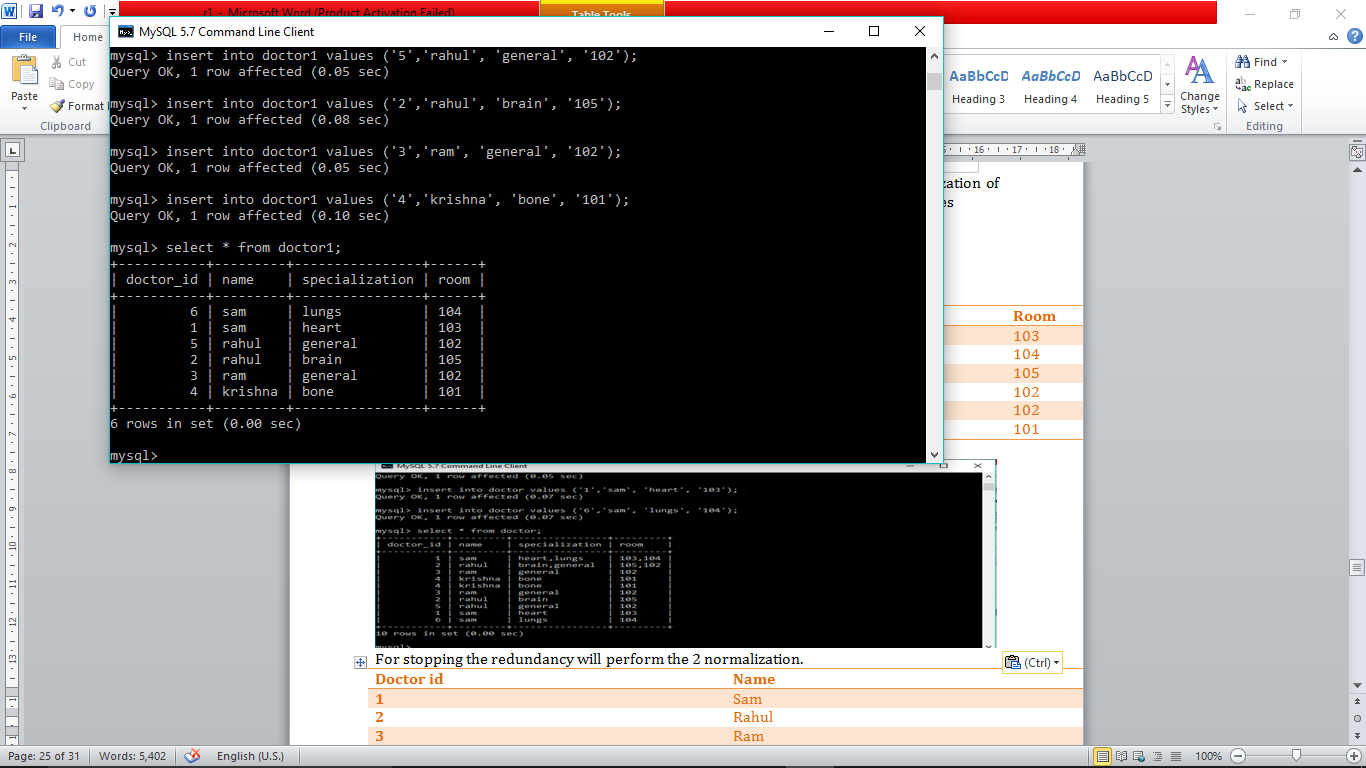 r1 - Microsoft Word (Product Activation Failed)
Table Tools
MySQL 5.7 Command Line Client
File
Home
Cut
Copy
Format
Paste
Clipboard
AaBbCcD AaBbCcD AaBbCcD
Heading 3 Heading 4 Heading 5
Change
Styles
Find
Replace
Select
Editing
mysql> insert into doctor1 values ('5','rahul', 'general', '102');
Query OK, 1 row affected (0.05 sec)
mysql> insert into doctor1 values ('2','rahul', 'brain', '105');
Query OK, 1 row affected (0.08 sec)
mysql> insert into doctor1 values ('3','ram', 'general', '102');
Query OK, 1 row affected (0.05 sec)
mysql> insert into doctor1 values ('4','krishna', 'bone', '101');
Query OK, 1 row affected (0.10 sec)
mysql> select * from doctor1;
+-----------+---------+----------------+------+
| doctor_id | name | specialization | room |
+-----------+---------+----------------+------+
| 6 | sam | lungs | 104 |
| 1 | sam | heart | 103 |
| 5 | rahul | general | 102 |
| 2 | rahul | brain | 105 |
| 3 | ram | general | 102 |
| 4 | krishna | bone | 101 |
+-----------+---------+----------------+------+
6 rows in set (0.00 sec)
mysql>
16 17 18
zation of
es
Room
103
104
105
102
102
101
MySQL 5.7 Command Line Client
Query OK, 1 row affected (0.05 sec)
mysql> insert into doctor values ('1','sam', 'heart', '103');
Query OK, 1 row affected (0.07 sec)
mysql> insert into doctor values ('6','sam', 'lungs', '104');
Query OK, 1 row affected (0.07 sec)
mysql> select * from doctor;
| doctor_id | name | specialization | room |
| 1 | sam | heart,lungs | 103,104 |
| 2 | rahul | brain,general | 105,102 |
| 3 | ram | general | 102 |
| 4 | krishna | bone | 101 |
| 4 | krishna | bone | 101 |
| 3 | ram | general | 102 |
| 2 | rahul | brain | 105 |
| 5 | rahul | general | 102 |
| 1 | sam | heart | 103 |
| 6 | sam | lungs | 104 |
10 rows in set (0.00 sec)
mysql>
For stopping the redundancy will perform the 2 normalization.
(Ctrl)
Doctor id Name
1 Sam
2 Rahul
3 Ram
Page: 25 of 31 Words: 5,402 English (U.S.) 100%